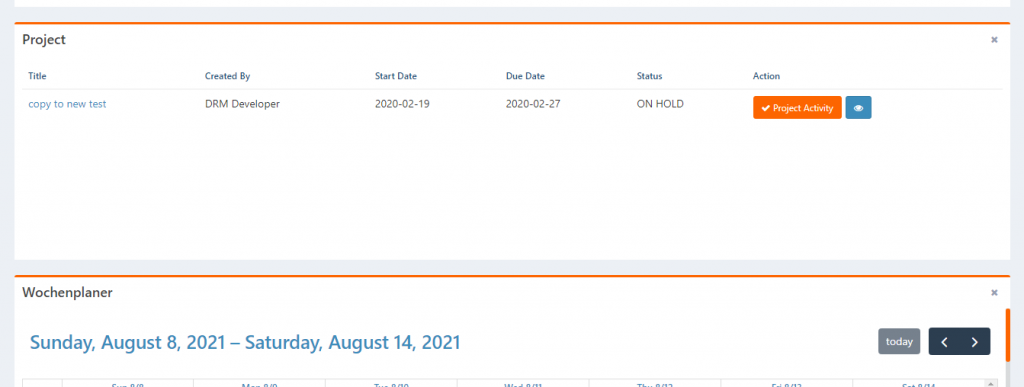 Project
Title Created By Start Date Due Date Status Action
copy to new test DRM Developer 2020-02-19 2020-02-27 ON HOLD Project Activity
Wochenplaner
Sunday, August 8, 2021 – Saturday, August 14, 2021 today
Sun 8/8 Mon 8/9 Tue 8/10 Wed 8/11 Thu 8/12 Fri 8/13 Sat 8/14